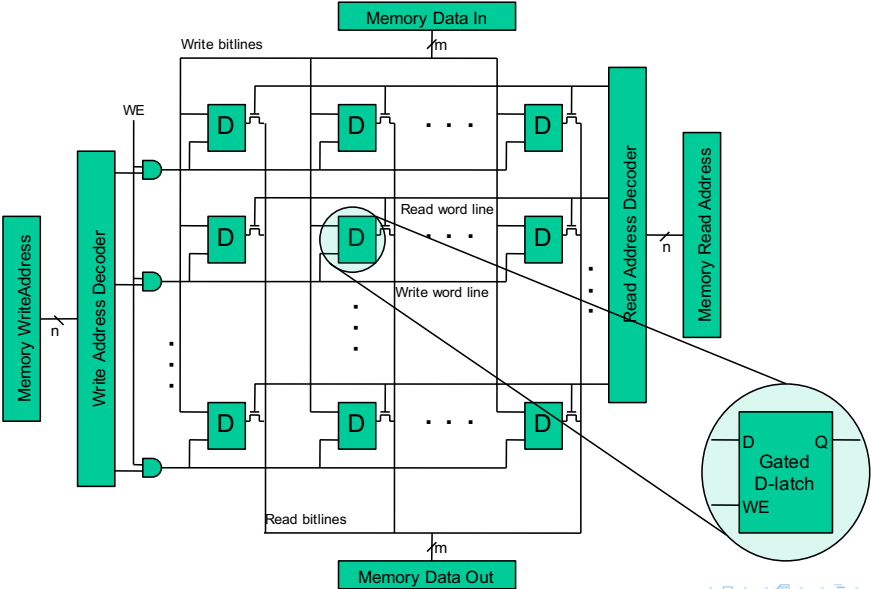 Memory Data In
m
Write bitlines
WE
D D . . . D
Read word line
D D . . . D
Write word line
Memory WriteAddress
n
Write Address Decoder
Read Address Decoder
n
Memory Read Address
. . .
. . .
. . .
D D . . . D
D Q
Gated
D-latch
WE
Read bitlines
m
Memory Data Out